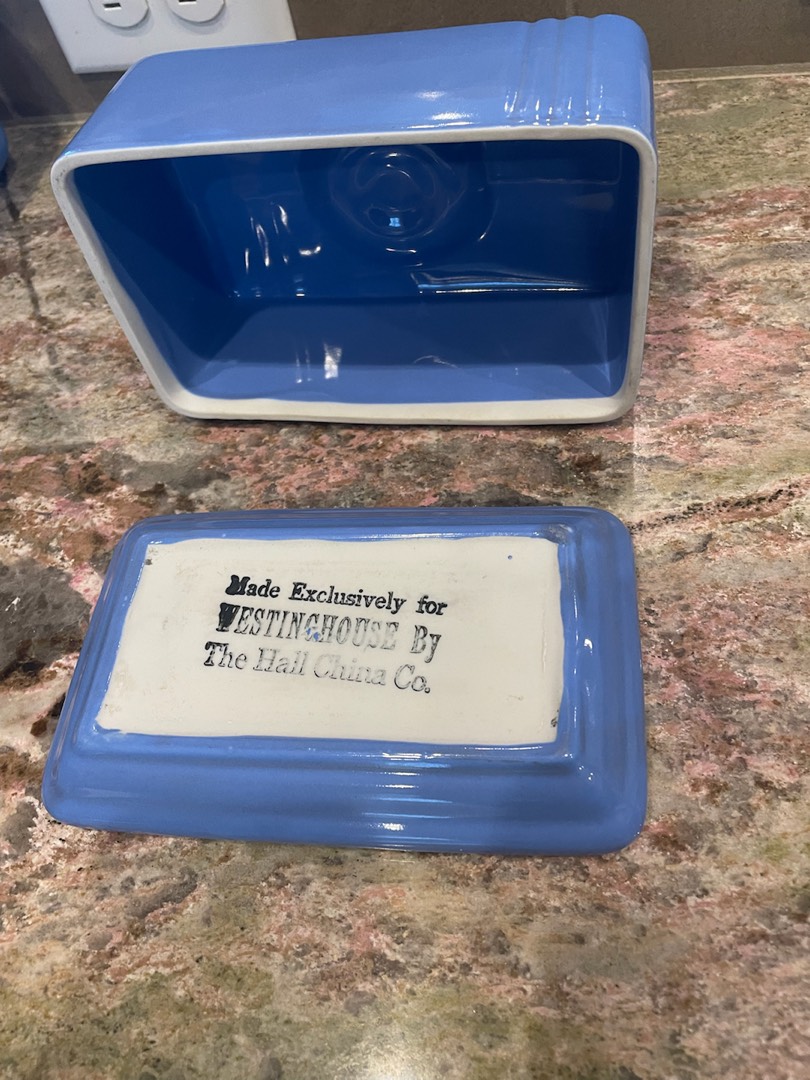 Made Exclusively for
WESTINGHOUSE By
The Hall China Co.